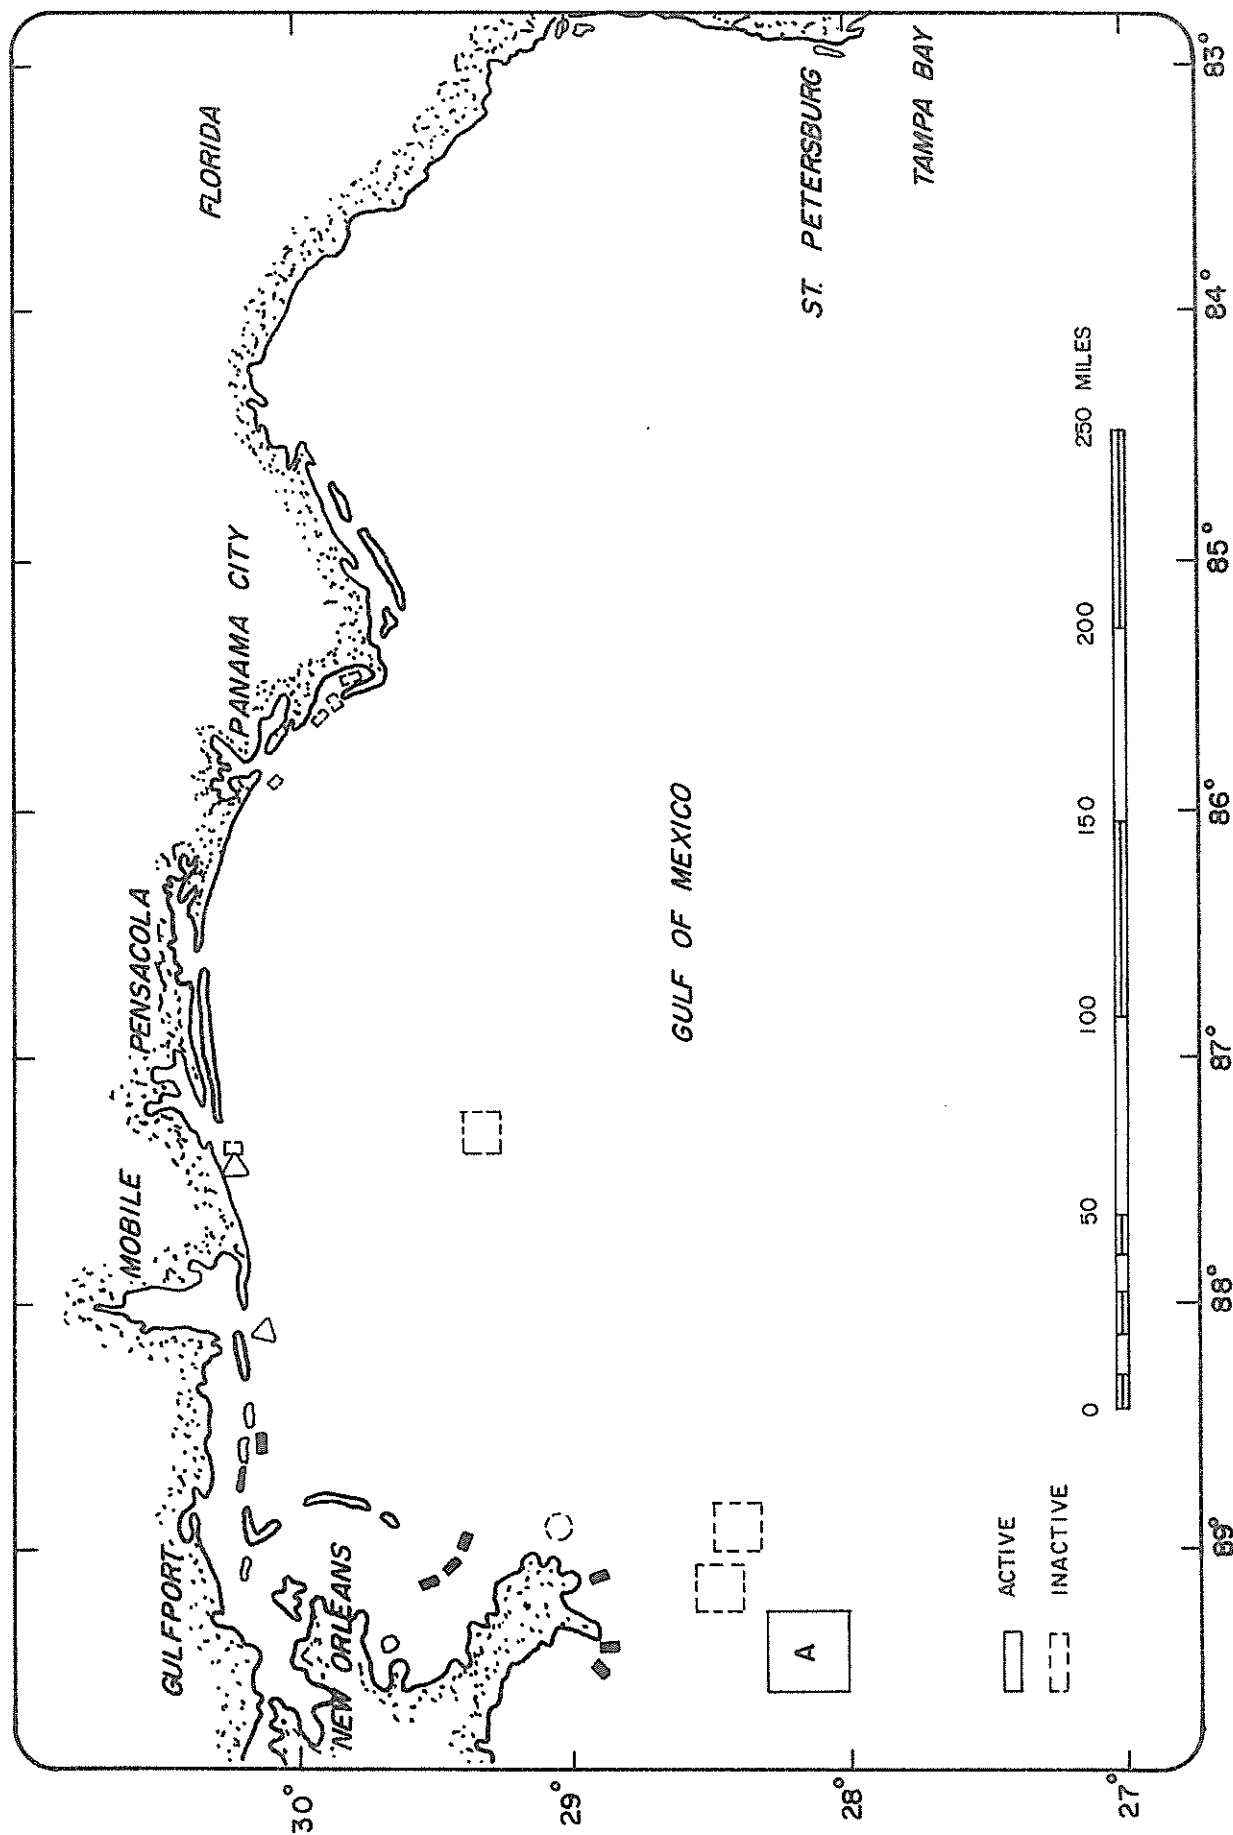 FLORIDA
MOBILE
PENSACOLA
PANAMA CITY
GULFPORT
NEW ORLEANS
ST. PETERSBURG
TAMPA BAY
GULF OF MEXICO
A
ACTIVE
INACTIVE
0 50 100 150 200 250 MILES
30°
29°
28°
27°
89° 88° 87° 86° 85° 84° 83°